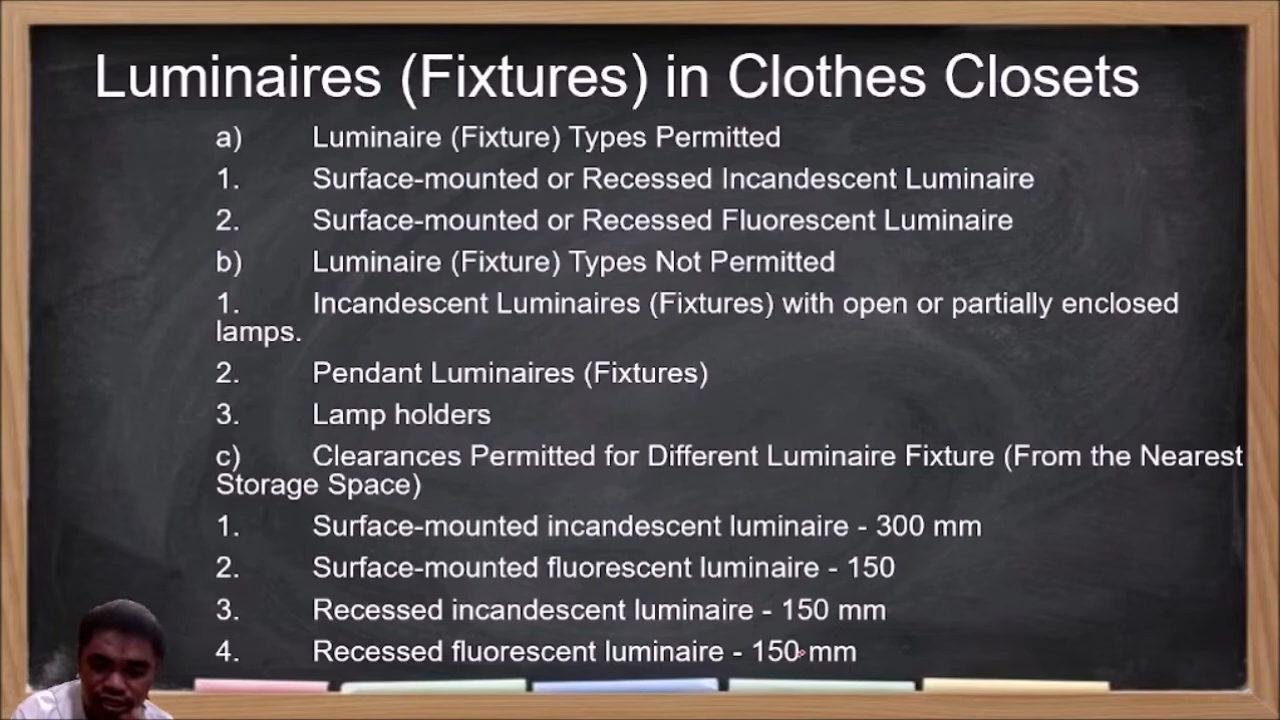 Luminaires (Fixtures) in Clothes Closets
a) Luminaire (Fixture) Types Permitted
1. Surface-mounted or Recessed Incandescent Luminaire
2. Surface-mounted or Recessed Fluorescent Luminaire
b) Luminaire (Fixture) Types Not Permitted
1. Incandescent Luminaires (Fixtures) with open or partially enclosed
lamps.
2. Pendant Luminaires (Fixtures)
3. Lamp holders
c) Clearances Permitted for Different Luminaire Fixture (From the Nearest
Storage Space)
1. Surface-mounted incandescent luminaire - 300 mm
2. Surface-mounted fluorescent luminaire - 150
3. Recessed incandescent luminaire - 150 mm
4. Recessed fluorescent luminaire - 150 mm